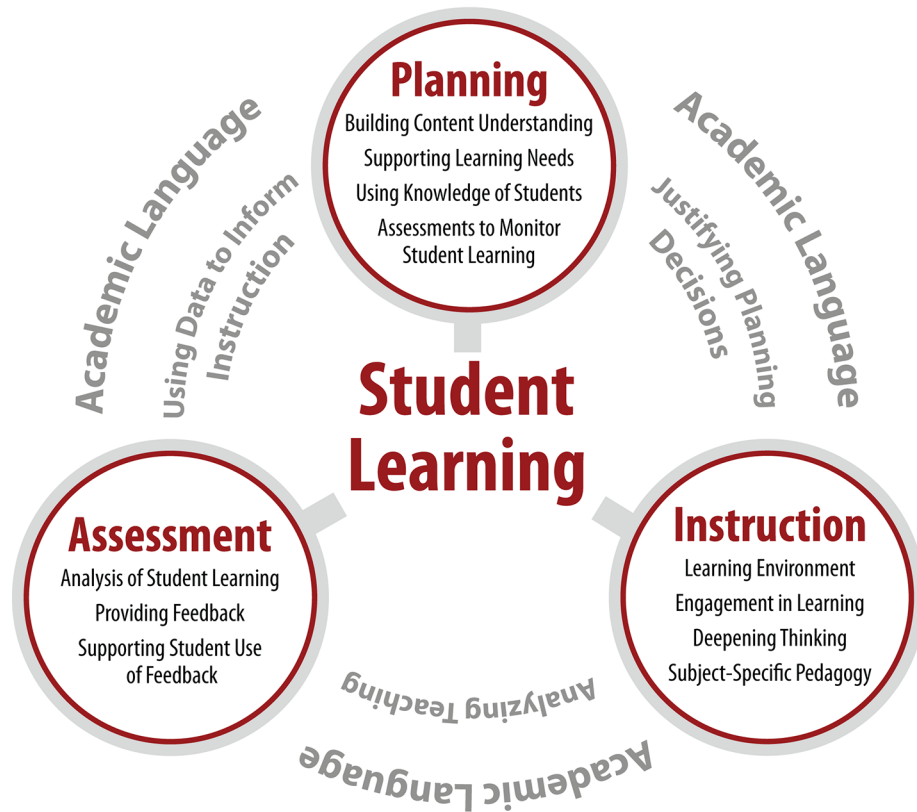 Planning
Building Content Understanding
Supporting Learning Needs
Using Knowledge of Students
Assessments to Monitor
Student Learning
Academic Language
Using Data to Inform
Instruction
Academic Language
Justifying Planning
Decisions
Student
Learning
Assessment
Analysis of Student Learning
Providing Feedback
Supporting Student Use
of Feedback
Instruction
Learning Environment
Engagement in Learning
Deepening Thinking
Subject-Specific Pedagogy
Analyzing Teaching
Academic Language